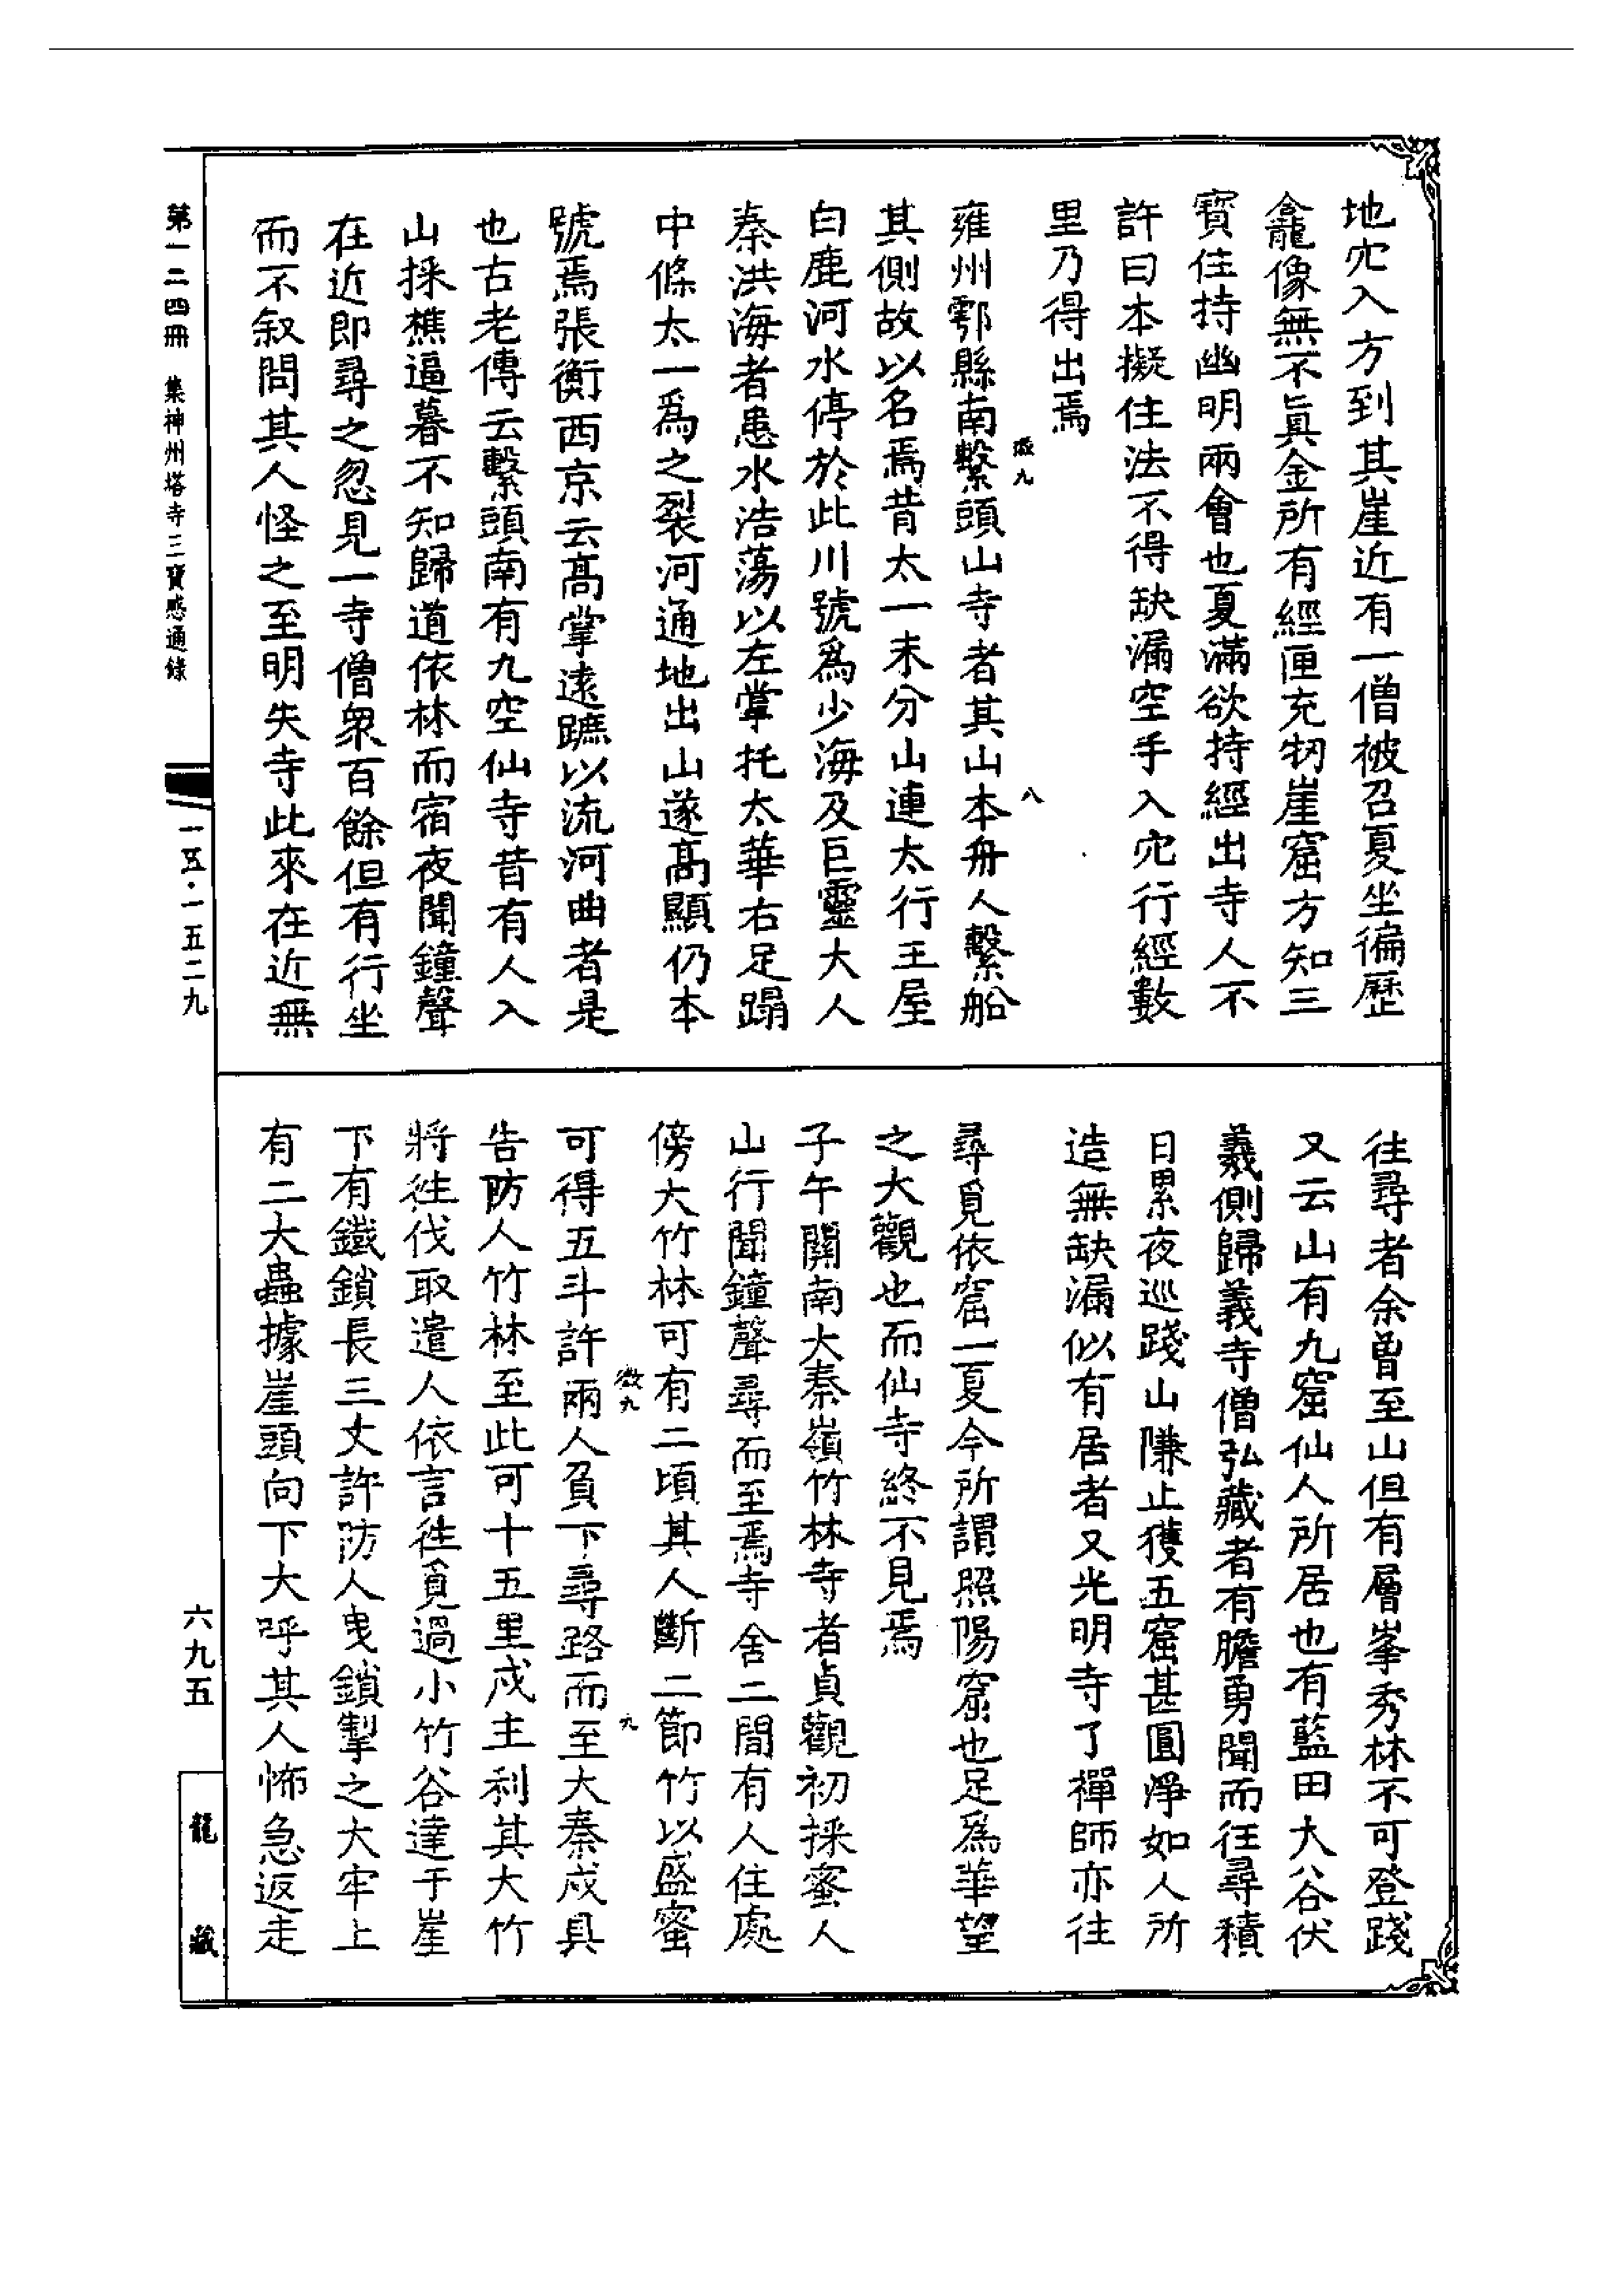 地穴入方到其崖近有一僧被召夏坐徧歷
龕像無不眞金所有經匣充牣崖窟方知三
寶住持幽明兩會也夏滿欲持經出寺人不
許曰本擬住法不得缺漏空手入穴行經數
里乃得出焉
雍州鄠縣南繫頭山寺者其山本舟人繫船
其側故以名焉昔太一未分山連太行王屋
白鹿河水停於此川號爲少海及巨靈大人
秦洪海者患水浩蕩以左掌托太華右足蹋
中條太一爲之裂河通地出山遂高顯仍本
號焉張衡西京云高掌遠蹠以流河曲者是
也古老傳云繫頭南有九空仙寺昔有人入
山採樵逼暮不知歸道依林而宿夜聞鐘聲
在近即尋之忽見一寺僧衆百餘但有行坐
而不叙問其人怪之至明失寺此來在近無
往尋者余曾至山但有層峯秀林不可登踐
又云山有九窟仙人所居也有藍田大谷伏
羲側歸義寺僧弘藏者有膽勇聞而往尋積
日累夜巡踐山隒止獲五窟甚圓淨如人所
造無缺漏似有居者又光明寺了禪師亦往
尋覓依窟一夏今所謂照陽窟也足爲華望
之大觀也而仙寺終不見焉
子午關南大秦嶺竹林寺者貞觀初採蜜人
山行聞鐘聲尋而至焉寺舍二間有人住處
傍大竹林可有二頃其人斷二節竹以盛蜜
可得五斗許兩人負下尋路而至大秦戍具
告防人竹林至此可十五里戍主利其大竹
將往伐取遣人依言往覓過小竹谷達于崖
下有鐵鎖長三丈許防人曳鎖掣之大牢上
有二大蟲據崖頭向下大呼其人怖急返走
第一二四冊 集神州塔寺三寶感通錄
一五·一五二九
六九五
龍藏
微九
八
微九
九